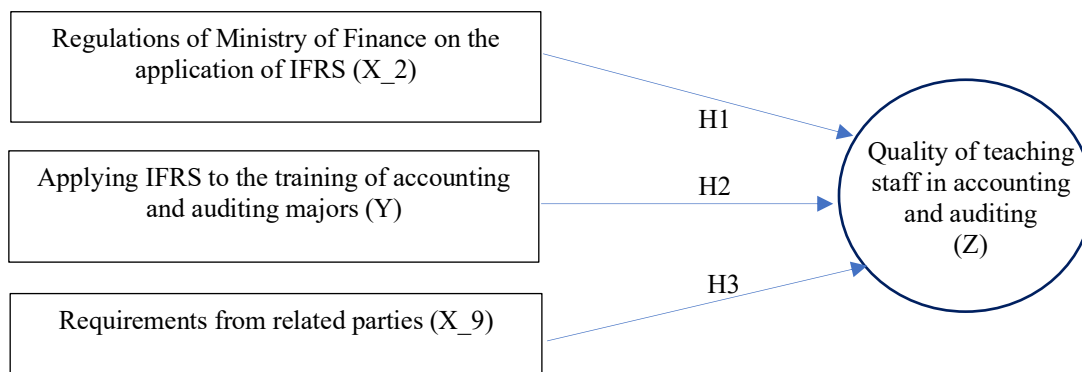 Regulations of Ministry of Finance on the
application of IFRS (X_2)
H1
Applying IFRS to the training of accounting
and auditing majors (Y)
H2
Quality of teaching
staff in accounting
and auditing
(Z)
Requirements from related parties (X_9)
H3